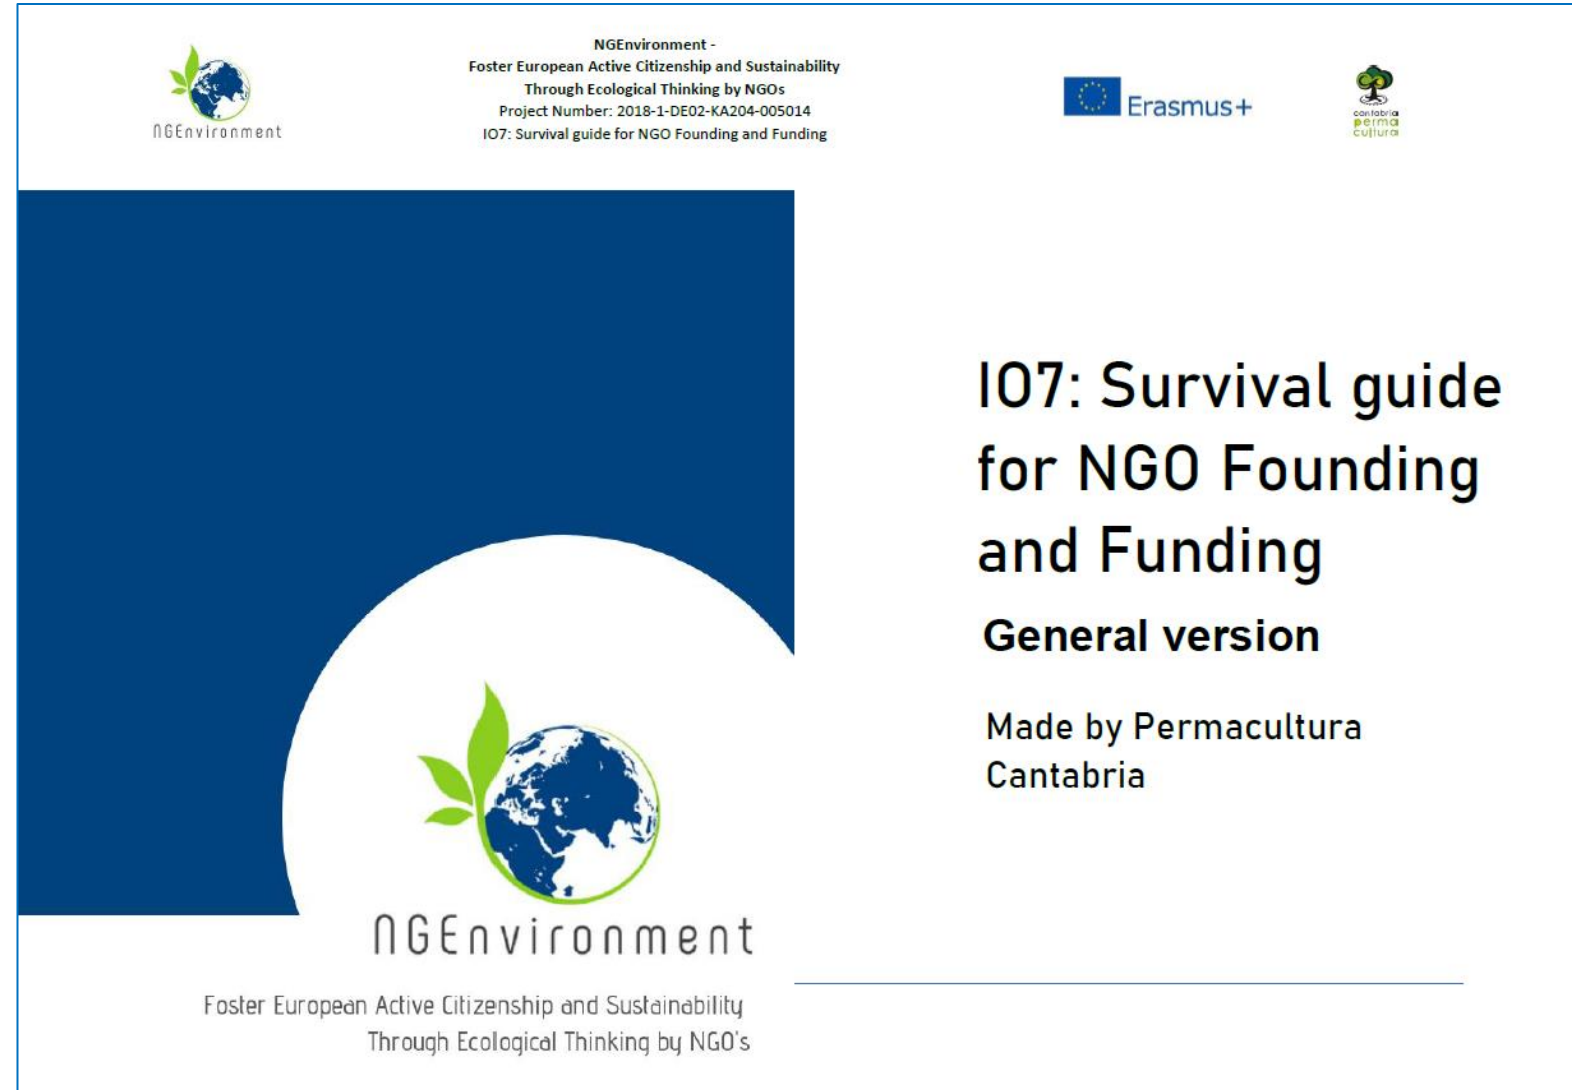 NGEnvironment
NGEnvironment -
Foster European Active Citizenship and Sustainability
Through Ecological Thinking by NGOs
Project Number: 2018-1-DE02-KA204-005014
IO7: Survival guide for NGO Founding and Funding
Erasmus+
cantabria
perma
cultura
IO7: Survival guide
for NGO Founding
and Funding
General version
Made by Permacultura
Cantabria
NGEnvironment
Foster European Active Citizenship and Sustainability
Through Ecological Thinking by NGO's